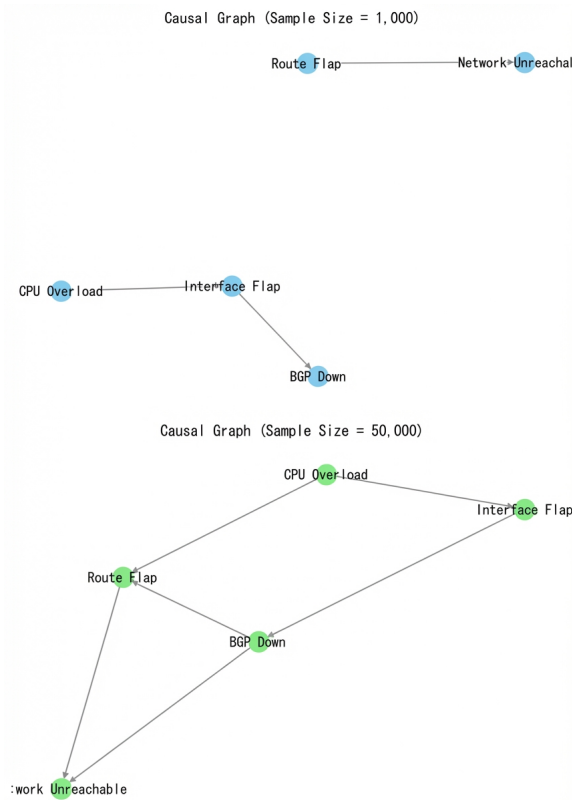 Causal Graph (Sample Size = 1,000)
Route Flap
Network Unreachal
CPU Overload
Interface Flap
BGP Down
Causal Graph (Sample Size = 50,000)
CPU Overload
Interface Flap
Route Flap
BGP Down
:work Unreachable